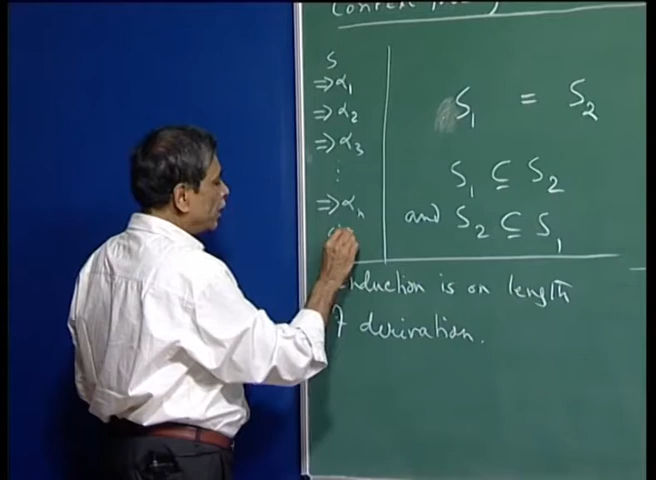 S
⇒ α₁
⇒ α₂
⇒ α₃
⋮
⇒ αₙ
S₁ = S₂
S₁ ⊆ S₂
and S₂ ⊆ S₁
Induction is on length
of derivation.